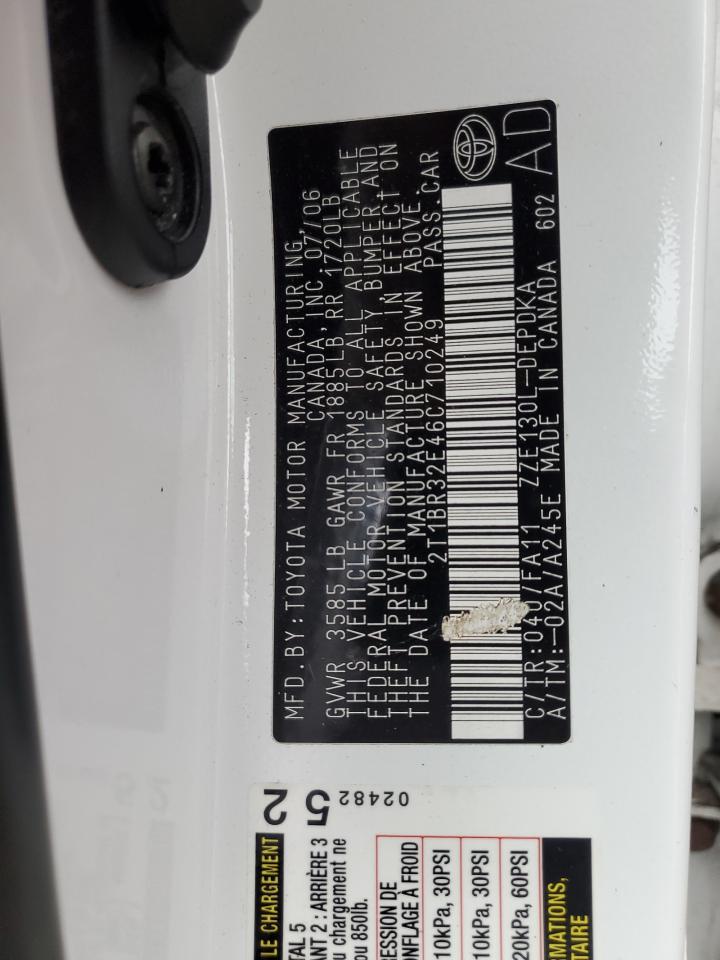 MFD.BY:TOYOTA MOTOR MANUFACTURING,
CANADA,INC.07/06
GVWR 3585LB GAWR FR 1885LB RR 1720LB
THIS VEHICLE CONFORMS TO ALL APPLICABLE
FEDERAL MOTOR VEHICLE SAFETY, BUMPER,AND
THEFT PREVENTION STANDARDS IN EFFECT ON
THE DATE OF MANUFACTURE SHOWN ABOVE.
2T1BR32E46C710249 PASS.CAR
C/TR:040/FA11 ZZE130L-DEPDKA
A/TM:-02A/A245E MADE IN CANADA 602
AD
2
5
02482
LE CHARGEMENT
TAL 5
ANT 2 : ARRIÈRE 3
u chargement ne
ou 850lb.
ESSION DE
ONFLAGE À FROID
10kPa, 30PSI
10kPa, 30PSI
20kPa, 60PSI
RMATIONS,
TAIRE